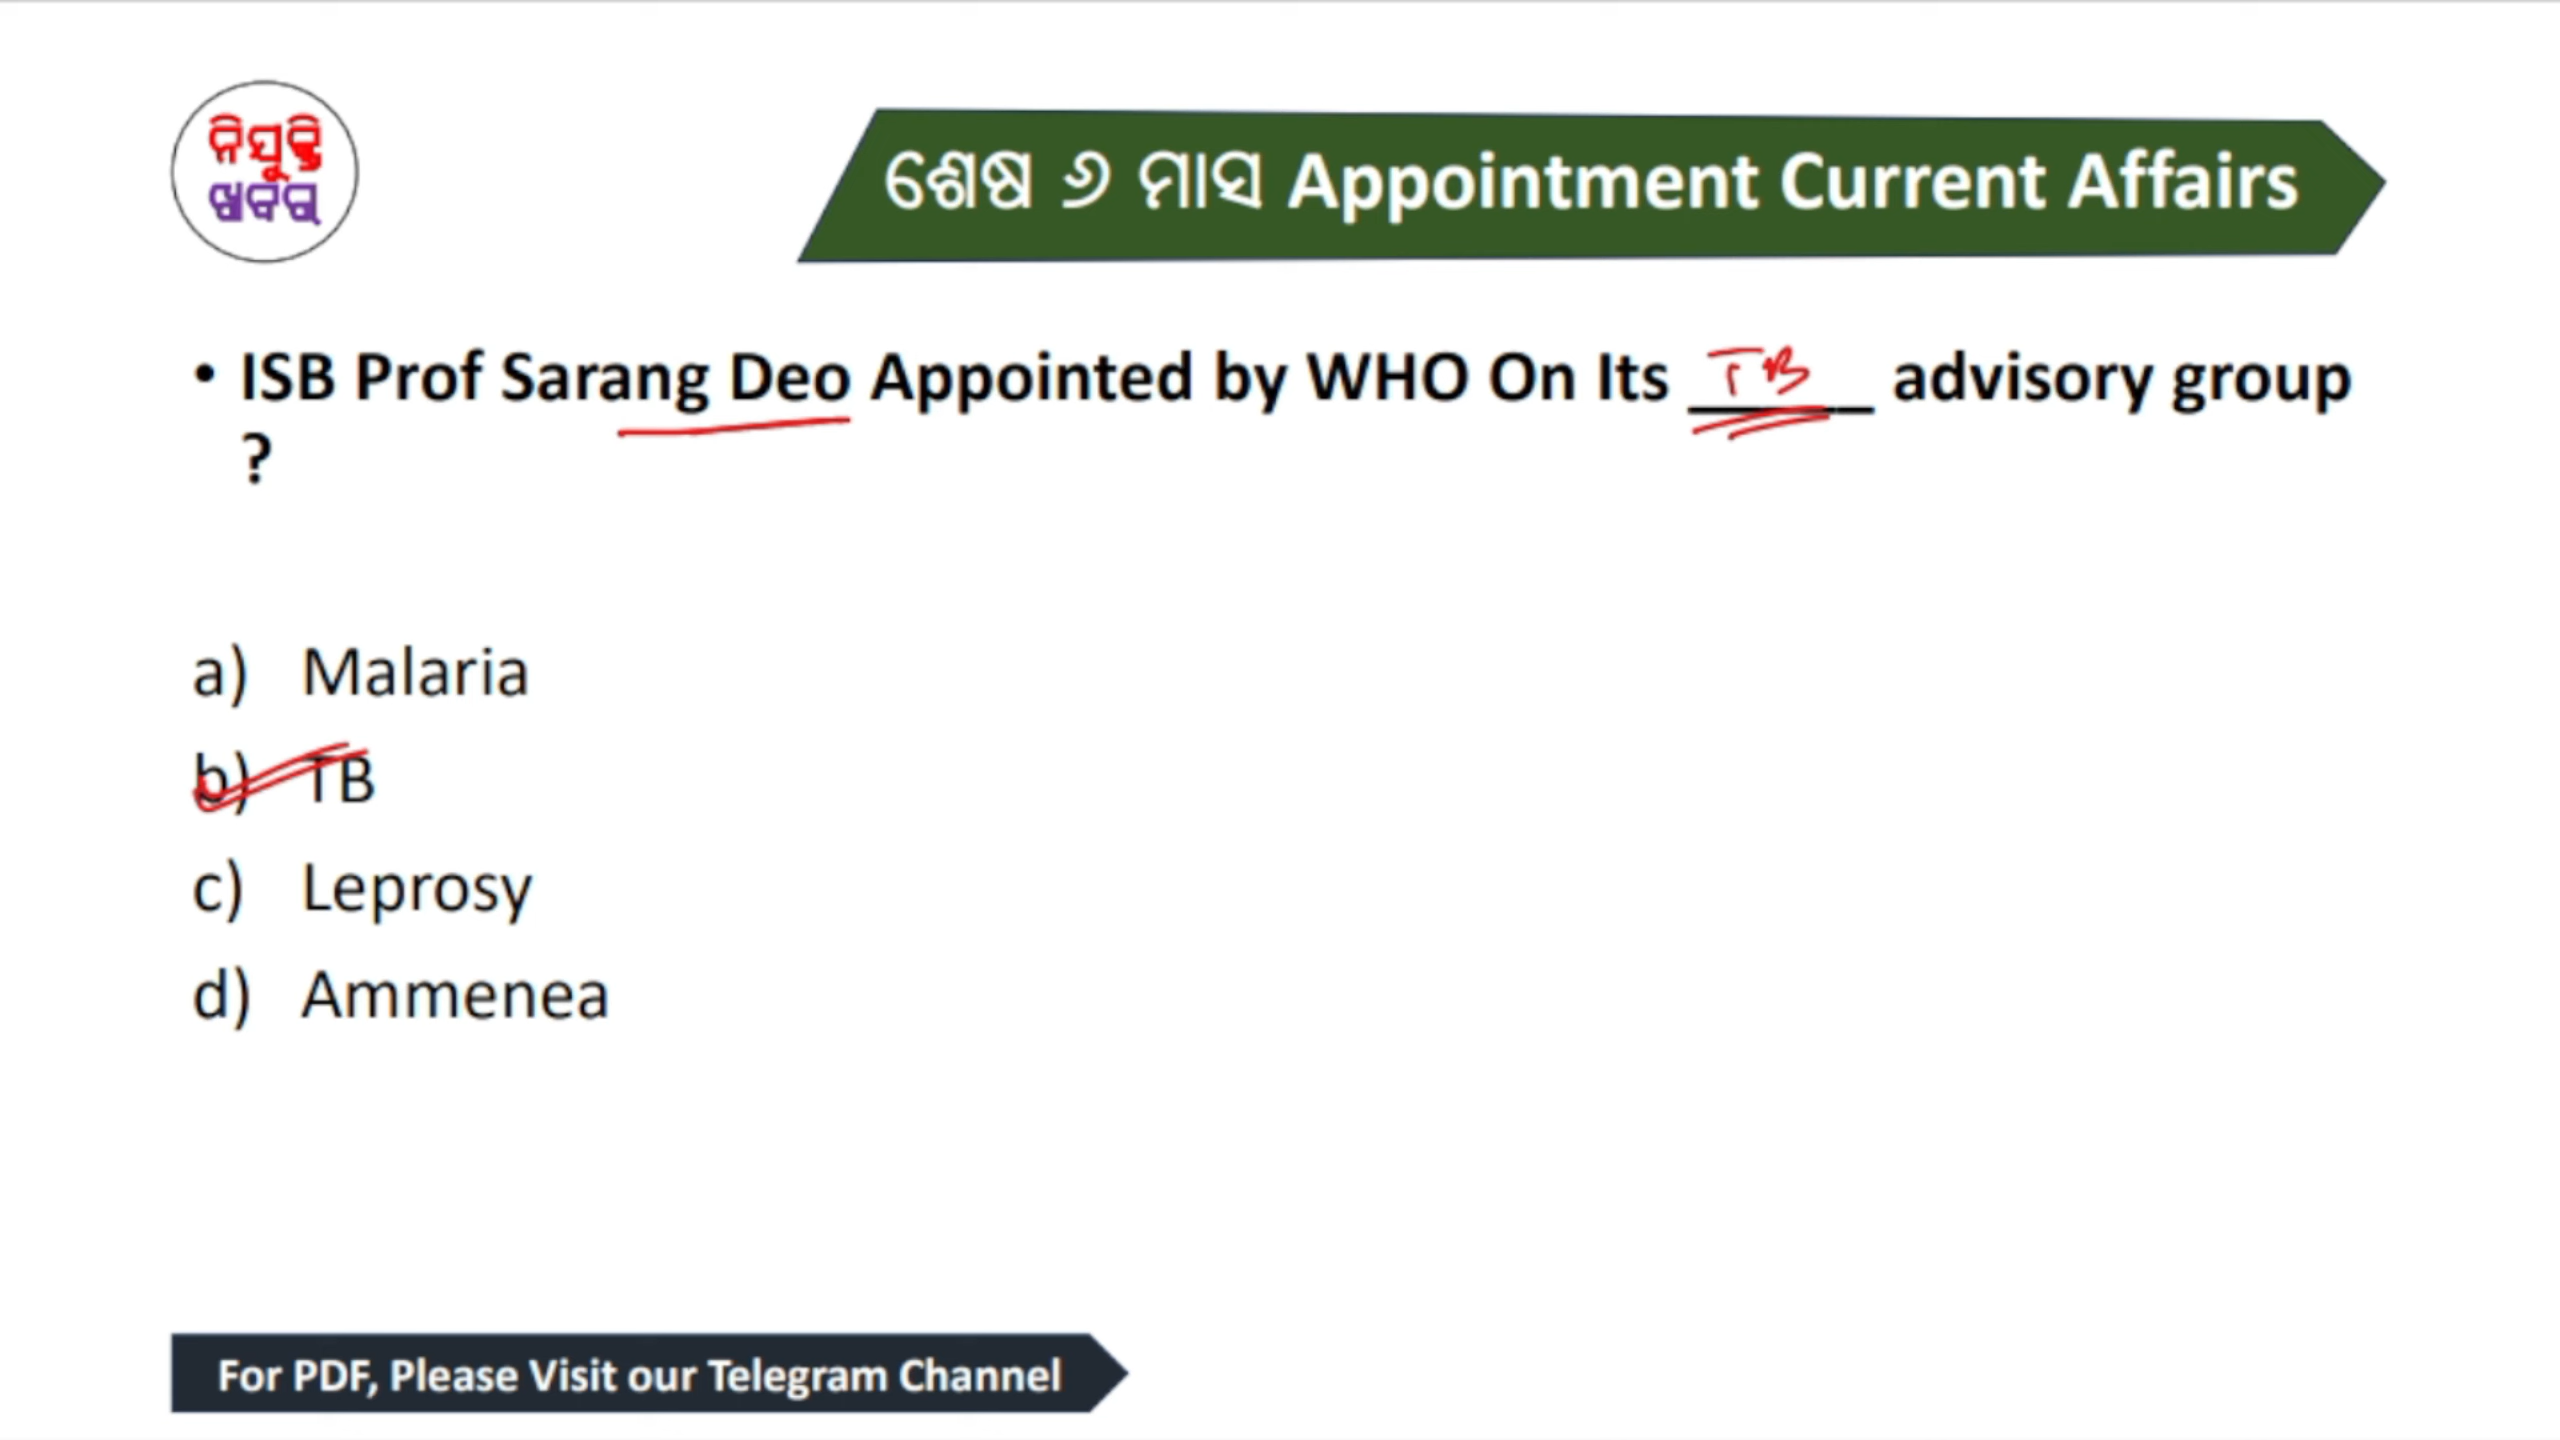 ନିଯୁକ୍ତି
ଖବର
ଶେଷ ୬ ମାସ Appointment Current Affairs
• ISB Prof Sarang Deo Appointed by WHO On Its TB advisory group
?
a) Malaria
b) TB
c) Leprosy
d) Ammenea
For PDF, Please Visit our Telegram Channel